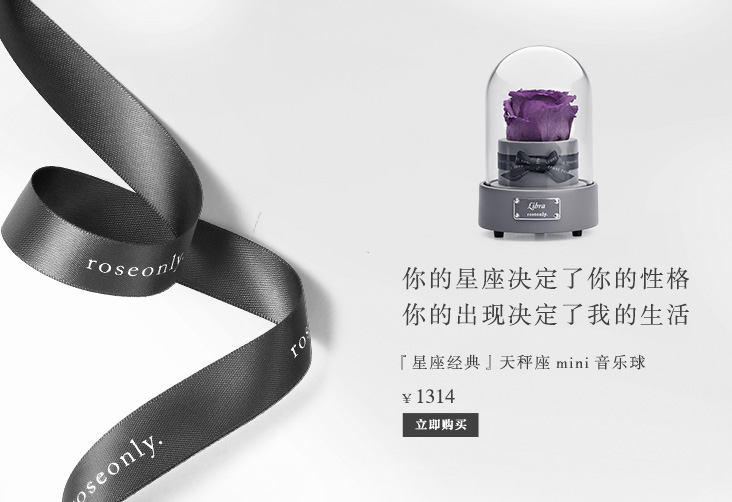 Libra
roseonly.
roseonly.
你的星座决定了你的性格
你的出现决定了我的生活
『星座经典』天秤座 mini 音乐球
¥ 1314
立即购买
ros
roseonly.